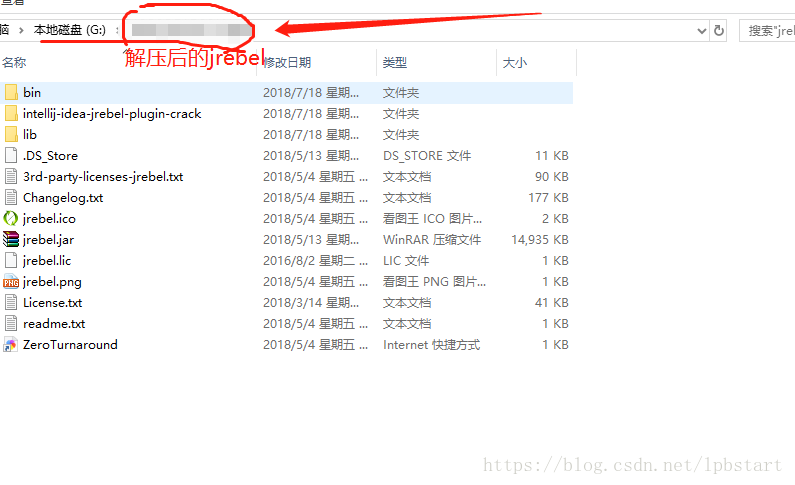 脑 › 本地磁盘 (G:) › 搜索"jre
解压后的jrebel
名称 修改日期 类型 大小
bin 2018/7/18 星期... 文件夹
intellij-idea-jrebel-plugin-crack 2018/7/18 星期... 文件夹
lib 2018/7/18 星期... 文件夹
.DS_Store 2018/5/13 星期... DS_STORE 文件 11 KB
3rd-party-licenses-jrebel.txt 2018/5/4 星期五 ... 文本文档 90 KB
Changelog.txt 2018/5/4 星期五 ... 文本文档 177 KB
jrebel.ico 2018/5/4 星期五 ... 看图王 ICO 图片... 2 KB
jrebel.jar 2018/5/13 星期... WinRAR 压缩文件 14,935 KB
jrebel.lic 2016/8/2 星期二 ... LIC 文件 1 KB
jrebel.png 2018/5/4 星期五 ... 看图王 PNG 图片... 1 KB
License.txt 2018/3/14 星期... 文本文档 41 KB
readme.txt 2018/5/4 星期五 ... 文本文档 1 KB
ZeroTurnaround 2018/5/4 星期五 ... Internet 快捷方式 1 KB
https://blog.csdn.net/lpbstart